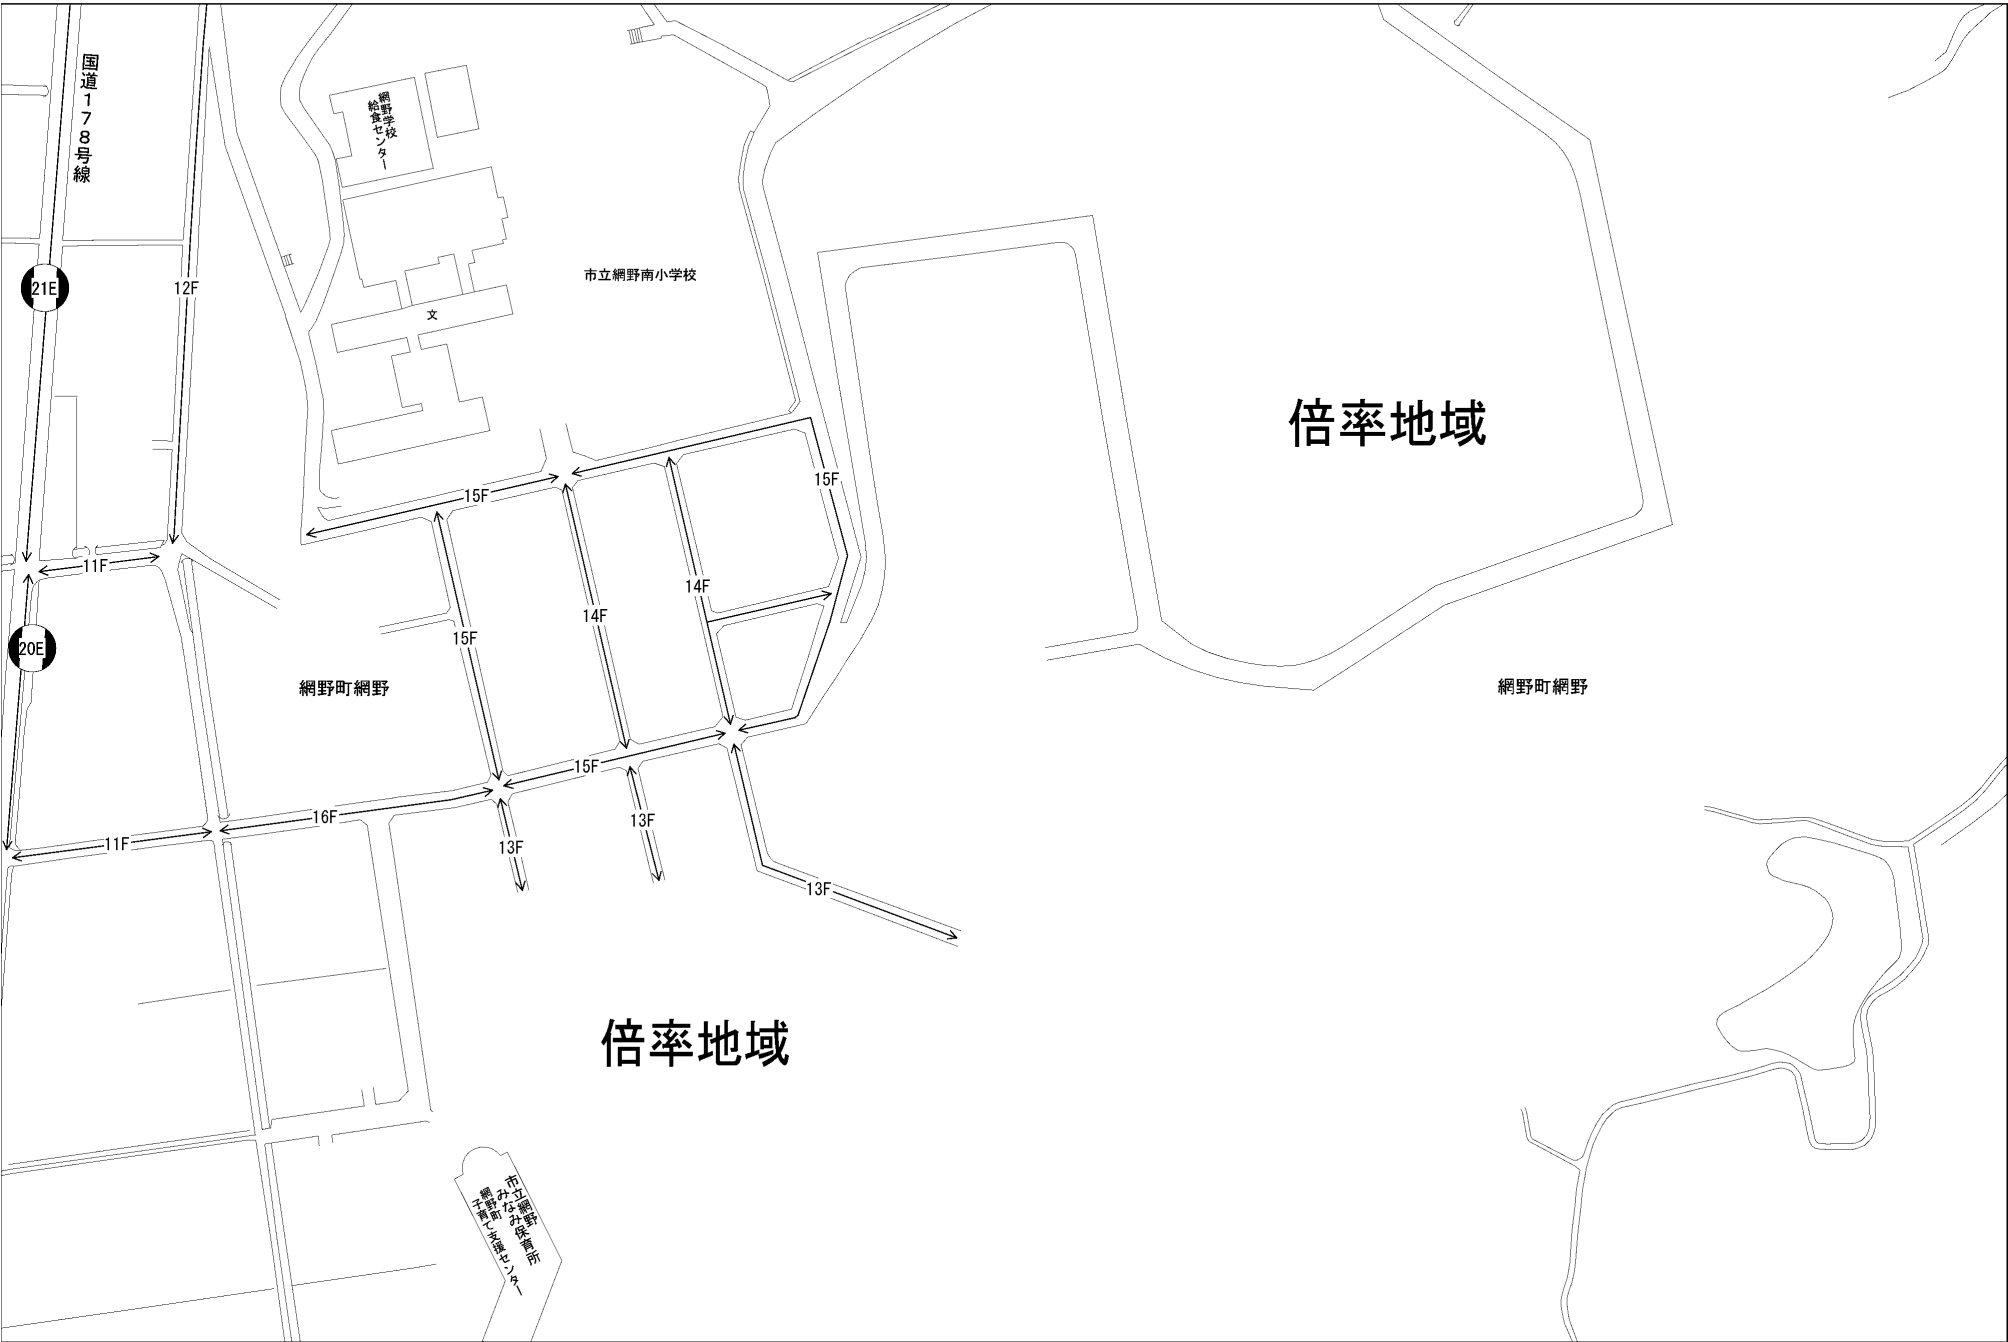 国道178号線
網野学校
給食センター
21E
12F
市立網野南小学校
文
倍率地域
15F
15F
11F
14F
14F
15F
20E
網野町網野
網野町網野
15F
16F
13F
11F
13F
13F
倍率地域
市立網野
みなみ保育所
網野町
子育て支援センター